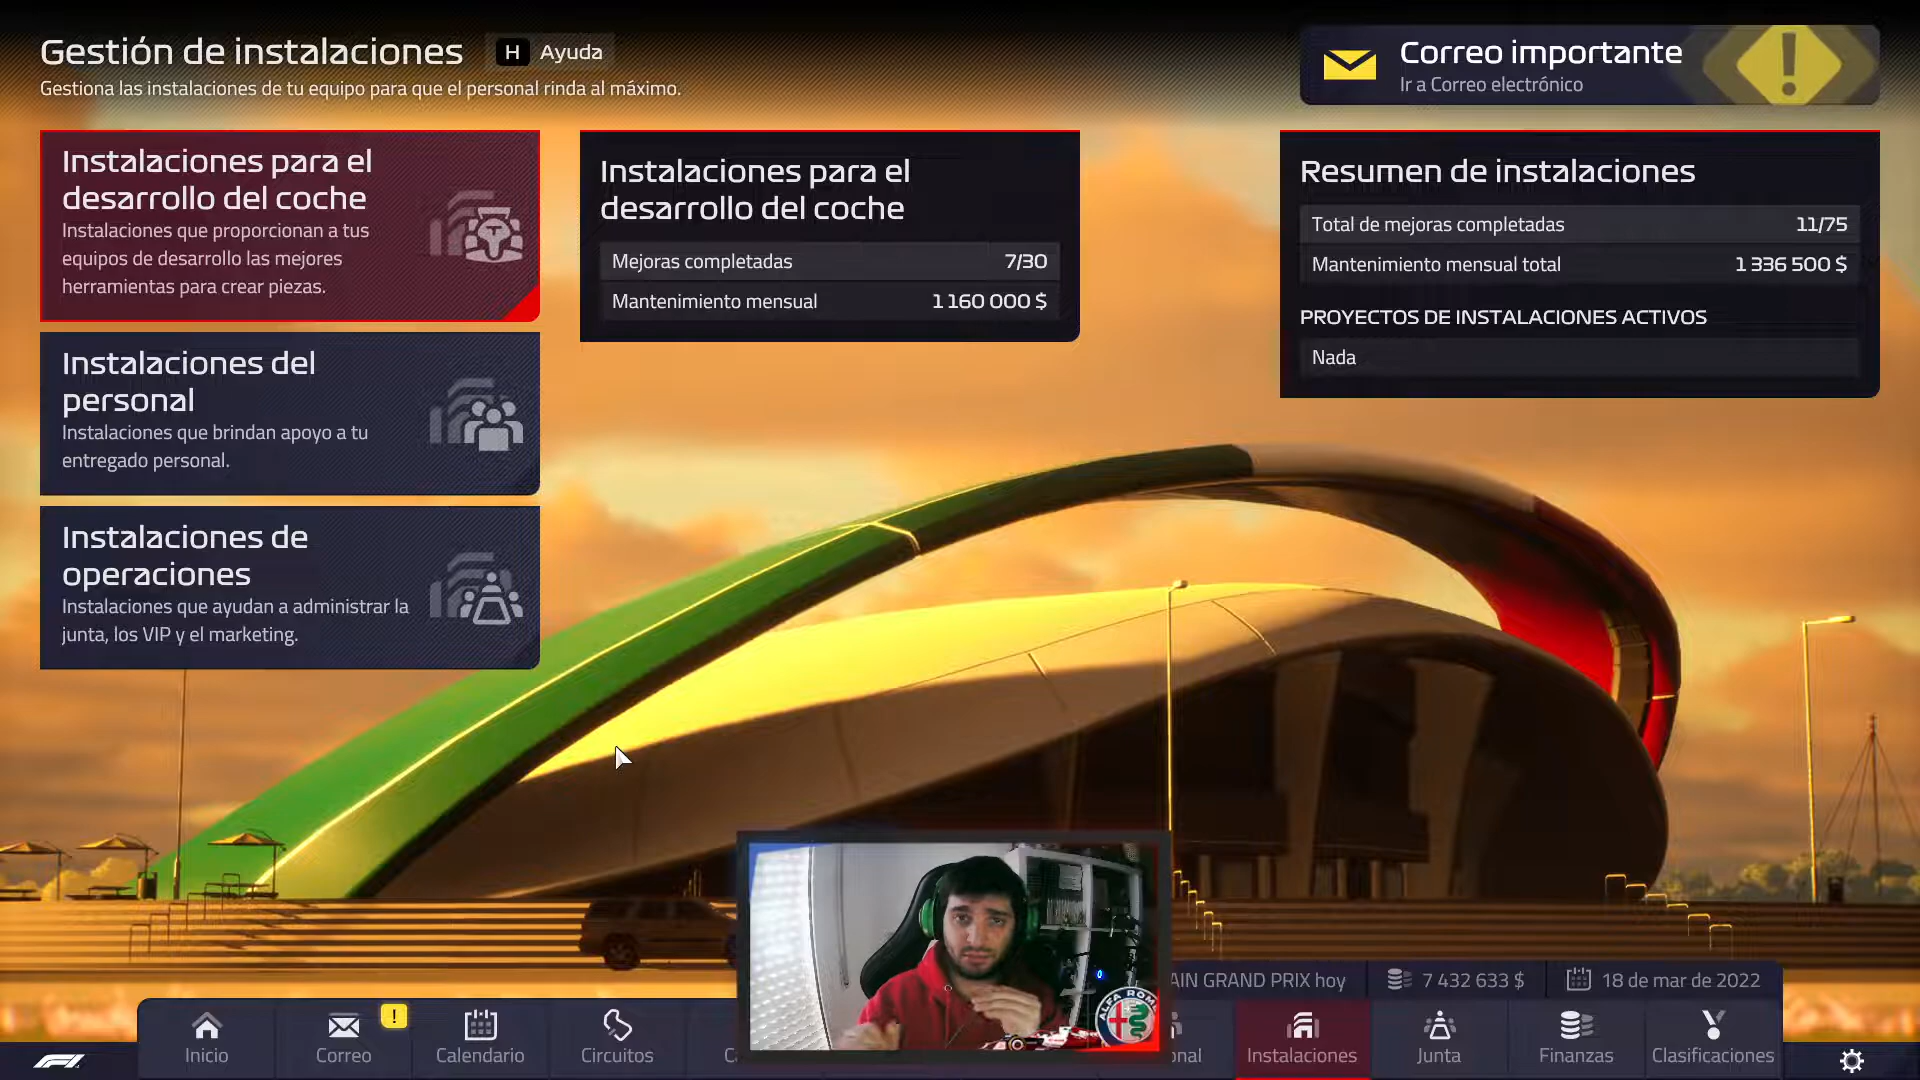 Gestión de instalaciones
H Ayuda
Gestiona las instalaciones de tu equipo para que el personal rinda al máximo.
Correo importante
Ir a Correo electrónico
Instalaciones para el
desarrollo del coche
Instalaciones que proporcionan a tus
equipos de desarrollo las mejores
herramientas para crear piezas.
Instalaciones del
personal
Instalaciones que brindan apoyo a tu
entregado personal.
Instalaciones de
operaciones
Instalaciones que ayudan a administrar la
junta, los VIP y el marketing.
Instalaciones para el
desarrollo del coche
Mejoras completadas 7/30
Mantenimiento mensual 1 160 000 $
Resumen de instalaciones
Total de mejoras completadas 11/75
Mantenimiento mensual total 1 336 500 $
PROYECTOS DE INSTALACIONES ACTIVOS
Nada
GRAND PRIX hoy
7 432 633 $
18 de mar de 2022
Inicio
Correo
Calendario
Circuitos
Instalaciones
Junta
Finanzas
Clasificaciones